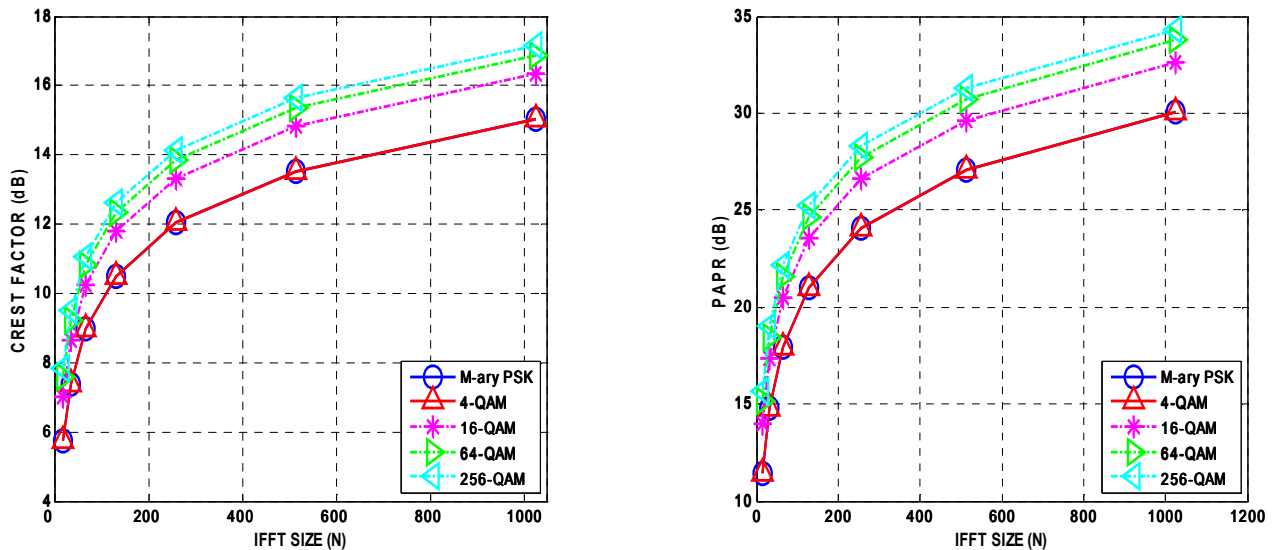 18
16
14
12
10
8
6
4
CREST FACTOR (dB)
0 200 400 600 800 1000
IFFT SIZE (N)
M-ary PSK
4-QAM
16-QAM
64-QAM
256-QAM
35
30
25
20
15
10
PAPR (dB)
0 200 400 600 800 1000 1200
IFFT SIZE (N)
M-ary PSK
4-QAM
16-QAM
64-QAM
256-QAM